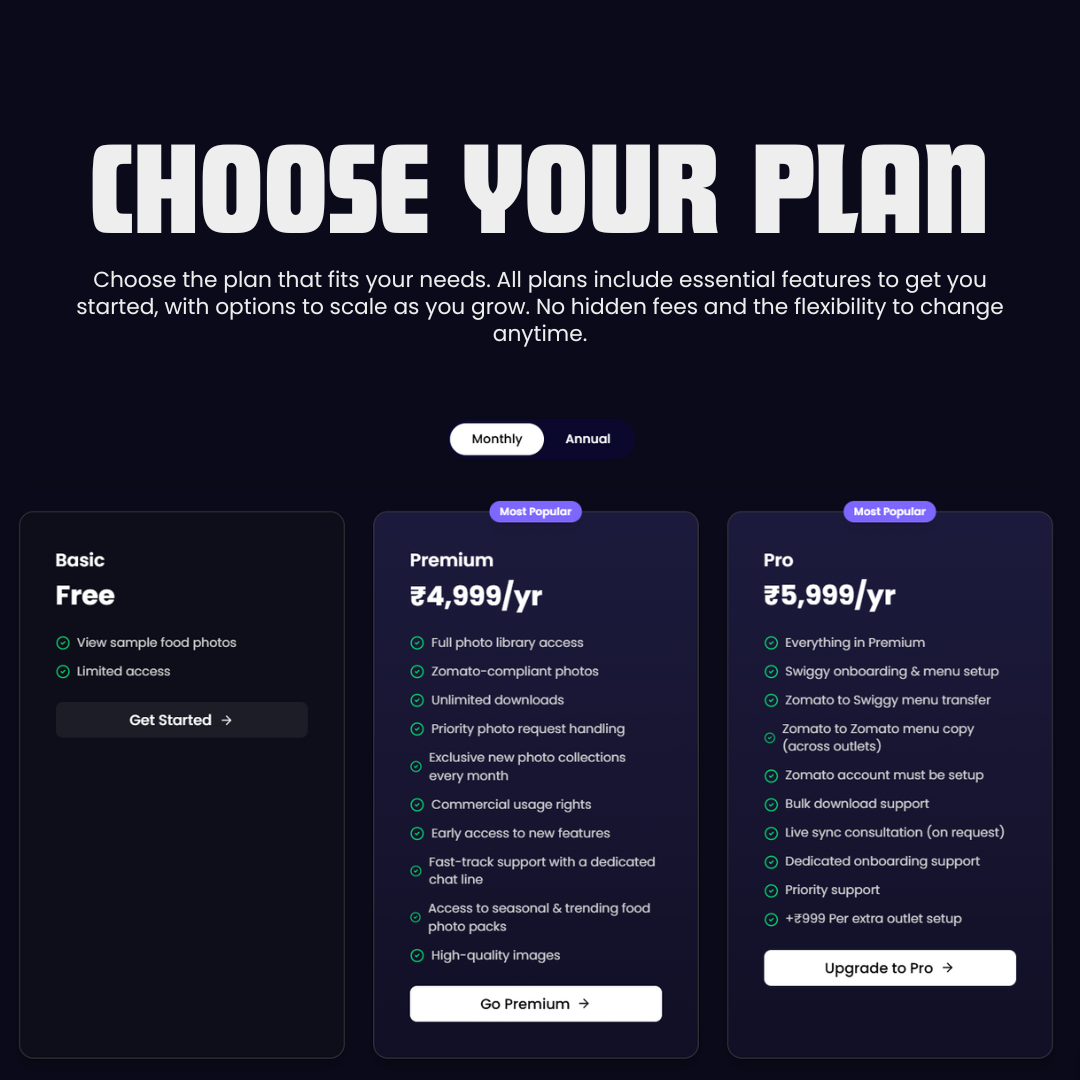 CHOOSE YOUR PLAN
Choose the plan that fits your needs. All plans include essential features to get you
started, with options to scale as you grow. No hidden fees and the flexibility to change
anytime.
Monthly
Annual
Basic
Free
View sample food photos
Limited access
Get Started →
Most Popular
Premium
₹4,999/yr
Full photo library access
Zomato-compliant photos
Unlimited downloads
Priority photo request handling
Exclusive new photo collections
every month
Commercial usage rights
Early access to new features
Fast-track support with a dedicated
chat line
Access to seasonal & trending food
photo packs
High-quality images
Go Premium →
Most Popular
Pro
₹5,999/yr
Everything in Premium
Swiggy onboarding & menu setup
Zomato to Swiggy menu transfer
Zomato to Zomato menu copy
(across outlets)
Zomato account must be setup
Bulk download support
Live sync consultation (on request)
Dedicated onboarding support
Priority support
+₹999 Per extra outlet setup
Upgrade to Pro →